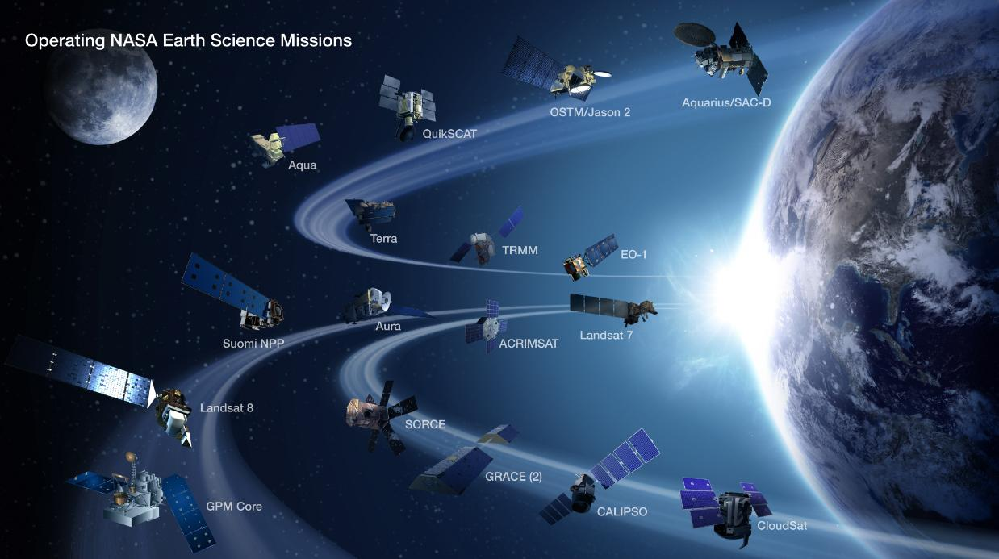 Operating NASA Earth Science Missions
Aquarius/SAC-D
OSTM/Jason 2
QuikSCAT
Aqua
Terra
TRMM
EO-1
Suomi NPP
Aura
ACRIMSAT
Landsat 7
Landsat 8
SORCE
GRACE (2)
GPM Core
CALIPSO
CloudSat